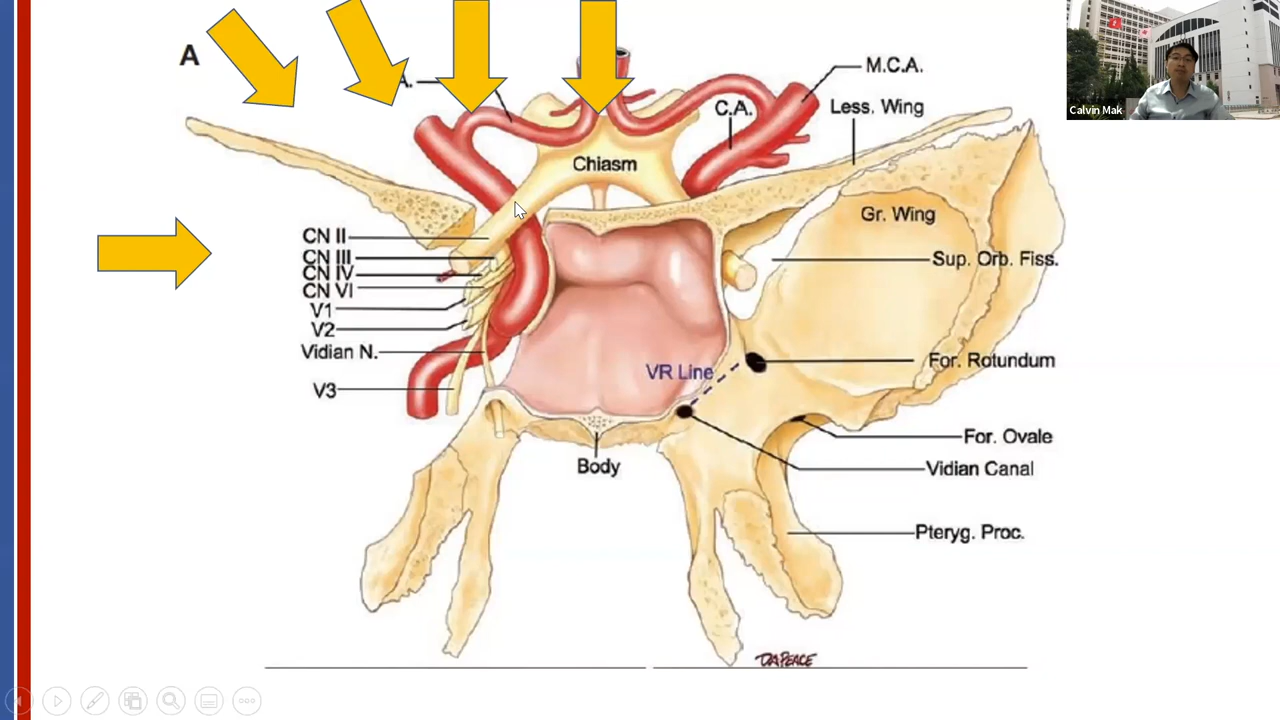 A
A.
M.C.A.
C.A.
Less. Wing
Chiasm
Gr. Wing
CN II
CN III
CN IV
CN VI
V1
V2
Vidian N.
V3
Sup. Orb. Fiss.
VR Line
For. Rotundum
For. Ovale
Body
Vidian Canal
Pteryg. Proc.
DAPEACE
Calvin Mak